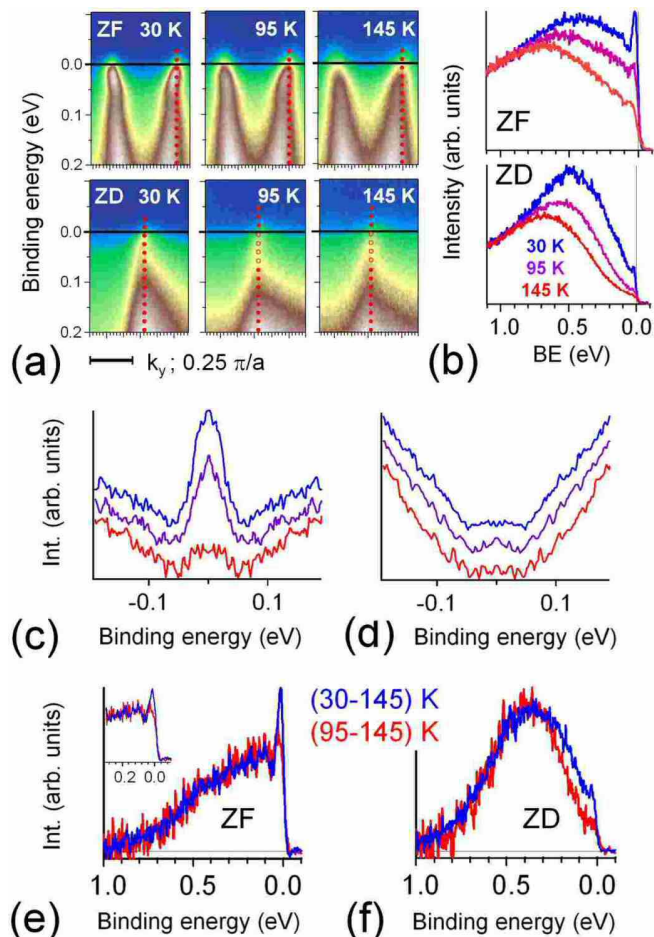 ZF 30 K
95 K
145 K
0.0
0.1
0.2
ZD 30 K
95 K
145 K
0.0
0.1
0.2
Binding energy (eV)
(a)
k_y ; 0.25 π/a
ZF
ZD
30 K
95 K
145 K
Intensity (arb. units)
1.0 0.5 0.0
BE (eV)
(b)
Int. (arb. units)
-0.1 0.1
Binding energy (eV)
(c)
-0.1 0.1
Binding energy (eV)
(d)
Int. (arb. units)
0.2 0.0
(30-145) K
(95-145) K
ZF
1.0 0.5 0.0
Binding energy (eV)
(e)
ZD
1.0 0.5 0.0
Binding energy (eV)
(f)